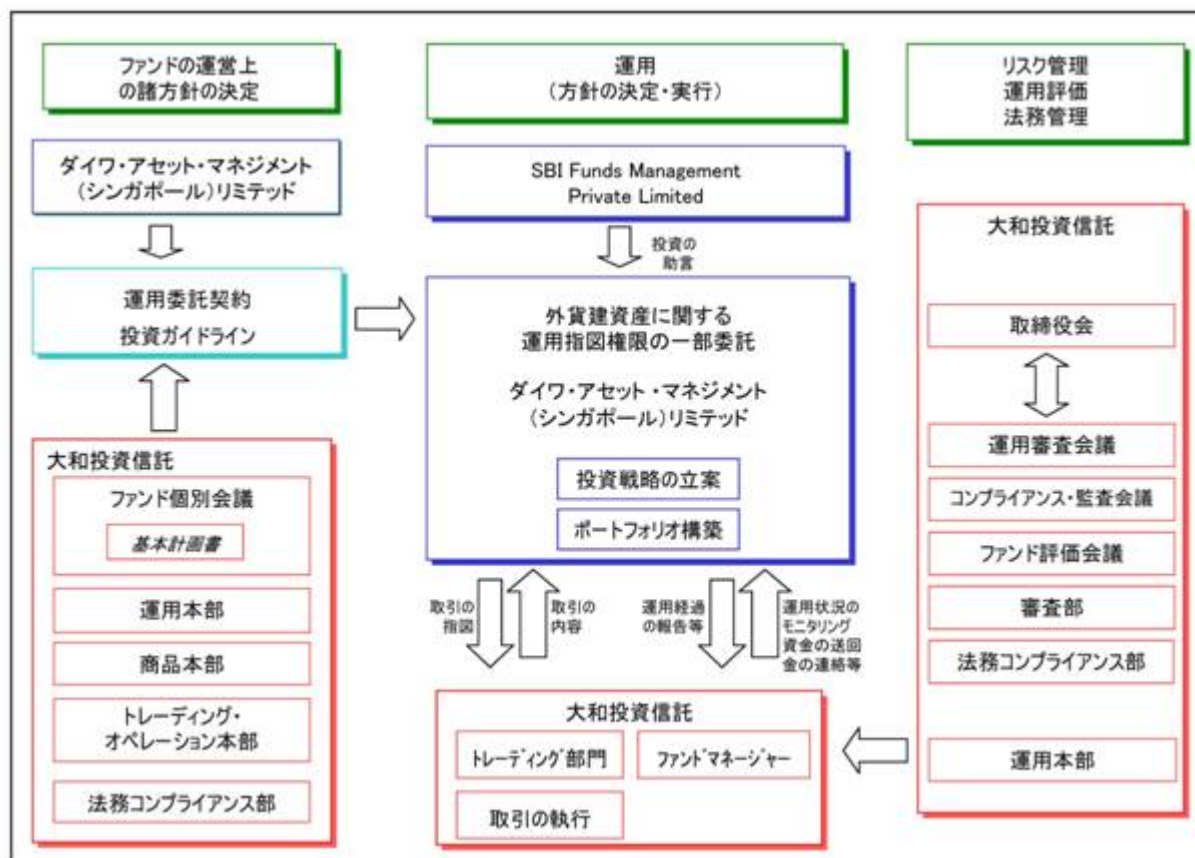 ファンドの運営上
の諸方針の決定
運用
(方針の決定・実行)
リスク管理
運用評価
法務管理
ダイワ・アセット・マネジメント
(シンガポール)リミテッド
SBI Funds Management
Private Limited
投資の
助言
運用委託契約
投資ガイドライン
外貨建資産に関する
運用指図権限の一部委託
ダイワ・アセット・マネジメント
(シンガポール)リミテッド
投資戦略の立案
ポートフォリオ構築
大和投資信託
取締役会
運用審査会議
コンプライアンス・監査会議
ファンド評価会議
審査部
法務コンプライアンス部
運用本部
大和投資信託
ファンド個別会議
基本計画書
運用本部
商品本部
トレーディング・
オペレーション本部
法務コンプライアンス部
取引の
指図
取引の
内容
運用経過
の報告等
運用状況の
モニタリング
資金の送回
金の連絡等
大和投資信託
トレーディング部門
ファンドマネージャー
取引の執行